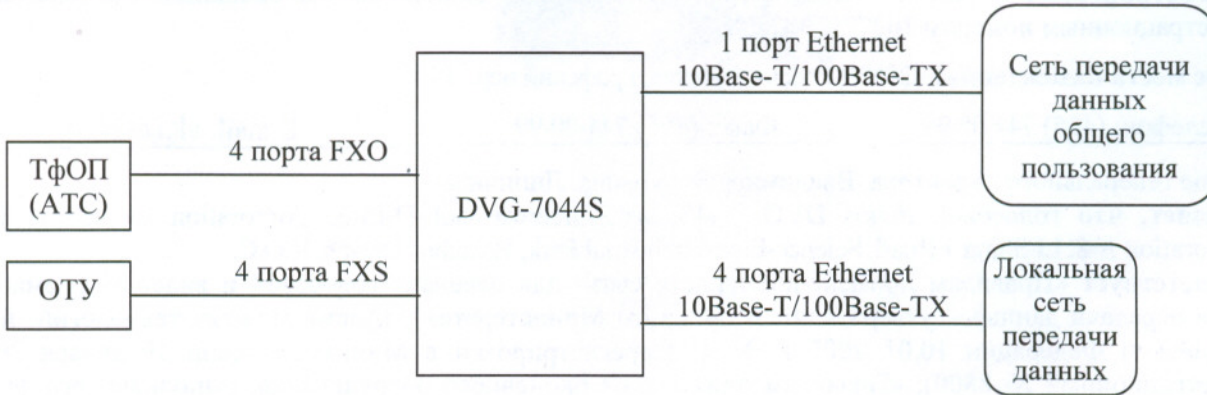 1 порт Ethernet
10Base-T/100Base-TX
Сеть передачи
данных
общего
пользования
ТфОП
(АТС)
4 порта FXO
DVG-7044S
ОТУ
4 порта FXS
4 порта Ethernet
10Base-T/100Base-TX
Локальная
сеть
передачи
данных